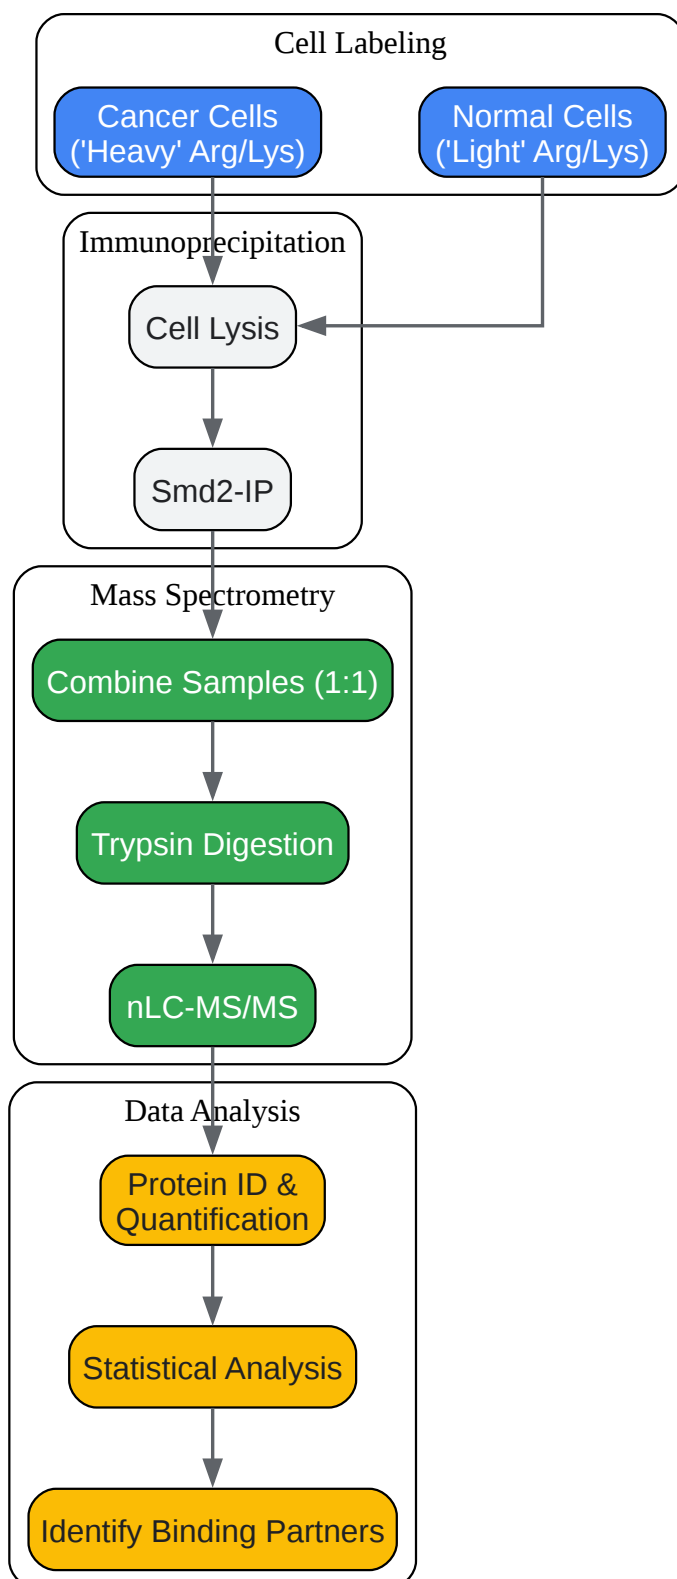 Cell Labeling
Cancer Cells
('Heavy' Arg/Lys)
Normal Cells
('Light' Arg/Lys)
Immunoprecipitation
Cell Lysis
Smd2-IP
Mass Spectrometry
Combine Samples (1:1)
Trypsin Digestion
nLC-MS/MS
Data Analysis
Protein ID &
Quantification
Statistical Analysis
Identify Binding Partners